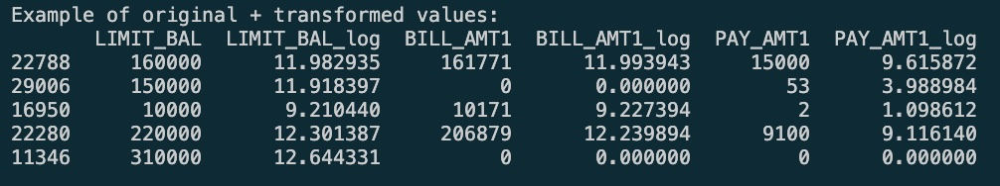 Example of original + transformed values:
       LIMIT_BAL  LIMIT_BAL_log  BILL_AMT1  BILL_AMT1_log  PAY_AMT1  PAY_AMT1_log
22788     160000      11.982935     161771      11.993943     15000      9.615872
29006     150000      11.918397          0       0.000000        53      3.988984
16950      10000       9.210440      10171       9.227394         2      1.098612
22280     220000      12.301387     206879      12.239894      9100      9.116140
11346     310000      12.644331          0       0.000000         0      0.000000